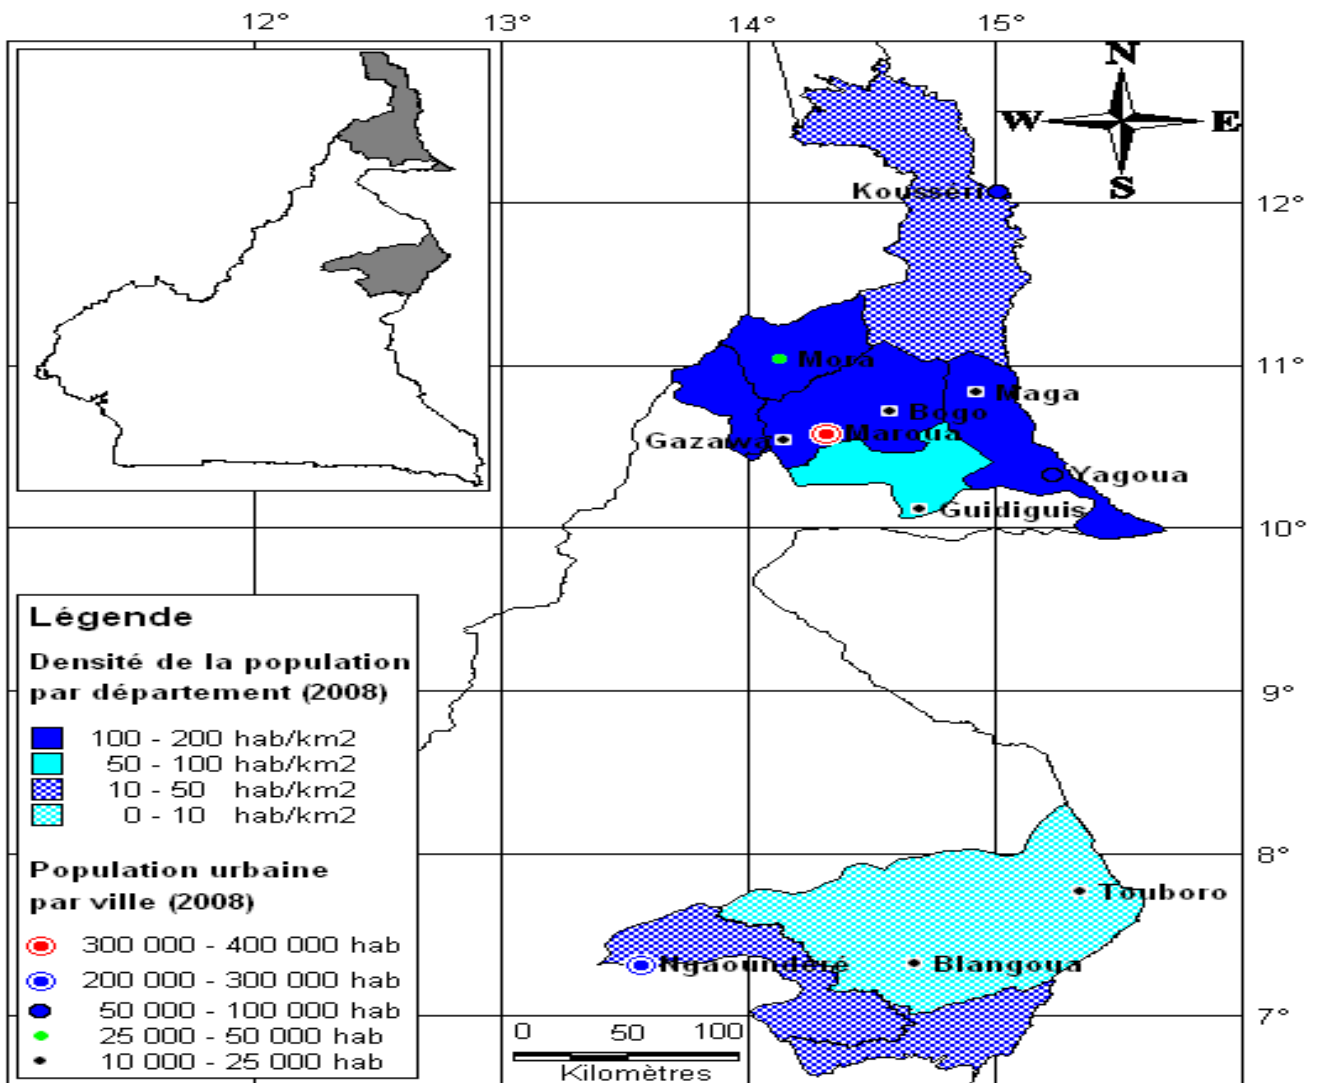 12° 13° 14° 15°
N
W E
S
Kousseri
12°
Mora
11°
Maga
Bogo
Gazawa Maroua
Yagoua
Guidiguis
10°
Légende
Densité de la population
par département (2008)
9°
100 - 200 hab/km2
50 - 100 hab/km2
10 - 50 hab/km2
0 - 10 hab/km2
8°
Population urbaine
par ville (2008)
Touboro
300 000 - 400 000 hab
Ngaoundéré Blangoua
200 000 - 300 000 hab
50 000 - 100 000 hab
7°
25 000 - 50 000 hab
10 000 - 25 000 hab
0 50 100
Kilomètres